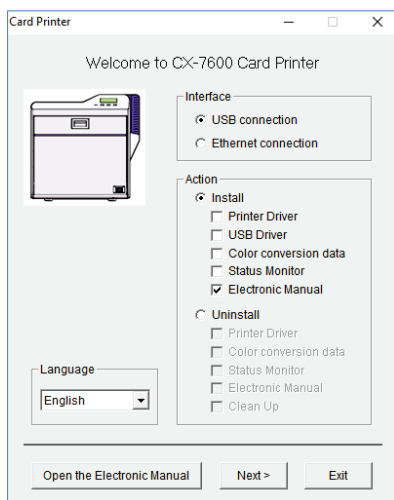 Card Printer
Welcome to CX-7600 Card Printer
Interface
USB connection
Ethernet connection
Action
Install
Printer Driver
USB Driver
Color conversion data
Status Monitor
Electronic Manual
Uninstall
Printer Driver
Color conversion data
Status Monitor
Electronic Manual
Clean Up
Language
English
Open the Electronic Manual
Next >
Exit